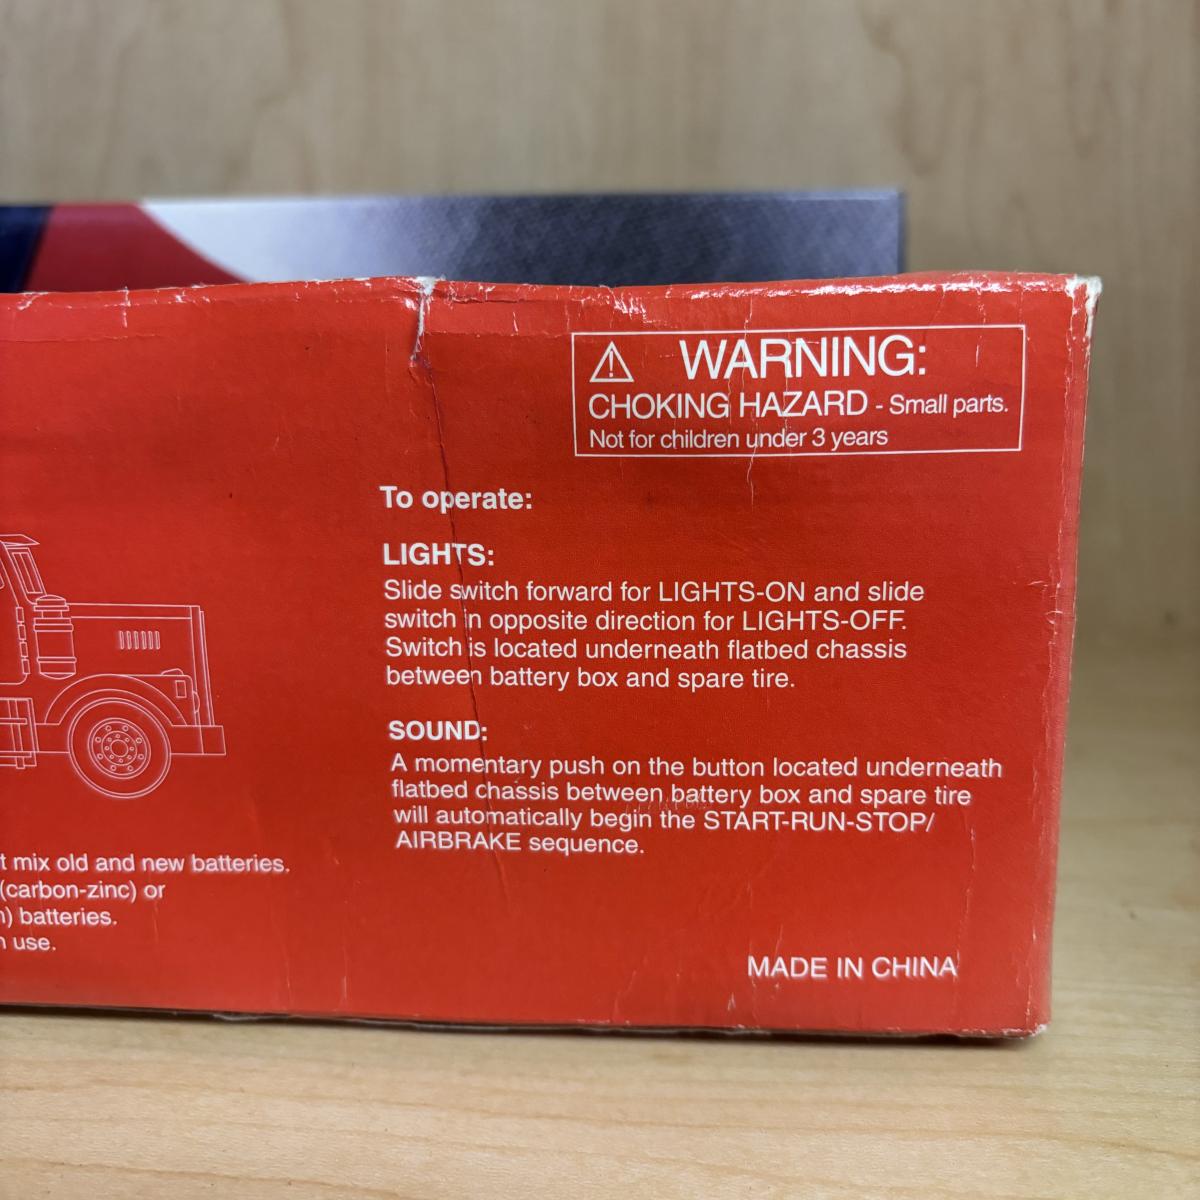 WARNING:
CHOKING HAZARD - Small parts.
Not for children under 3 years
To operate:
LIGHTS:
Slide switch forward for LIGHTS-ON and slide
switch in opposite direction for LIGHTS-OFF.
Switch is located underneath flatbed chassis
between battery box and spare tire.
SOUND:
A momentary push on the button located underneath
flatbed chassis between battery box and spare tire
will automatically begin the START-RUN-STOP/
AIRBRAKE sequence.
mix old and new batteries.
(carbon-zinc) or
) batteries.
use.
MADE IN CHINA